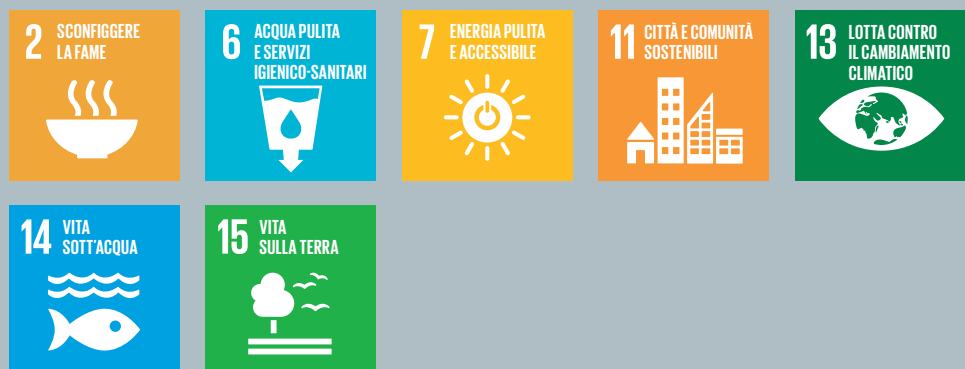 2 SCONFIGGERE
LA FAME
6 ACQUA PULITA
E SERVIZI
IGIENICO-SANITARI
7 ENERGIA PULITA
E ACCESSIBILE
11 CITTÀ E COMUNITÀ
SOSTENIBILI
13 LOTTA CONTRO
IL CAMBIAMENTO
CLIMATICO
14 VITA
SOTT'ACQUA
15 VITA
SULLA TERRA